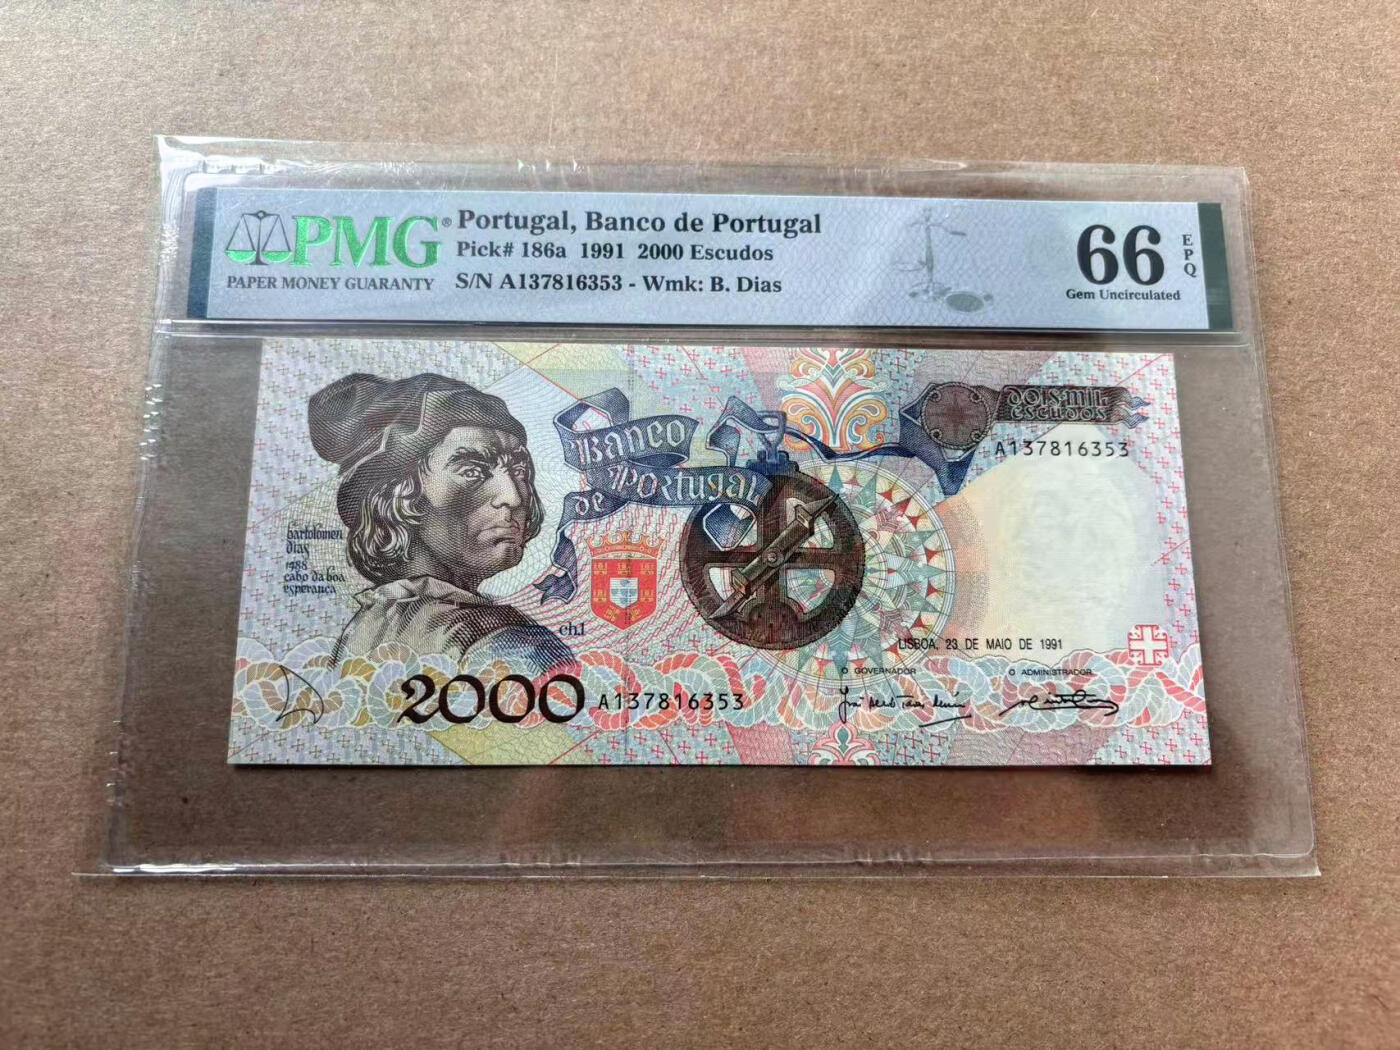 PMG®
PAPER MONEY GUARANTY
Portugal, Banco de Portugal
Pick# 186a 1991 2000 Escudos
S/N A137816353 - Wmk: B. Dias
66
EPQ
Gem Uncirculated
Banco
de Portugal
DOIS MIL
escudos
A137816353
bartolomeu
dias
1488
cabo da boa
esperança
ch.1
LISBOA, 23 DE MAIO DE 1991
O GOVERNADOR
O ADMINISTRADOR
2000 A137816353